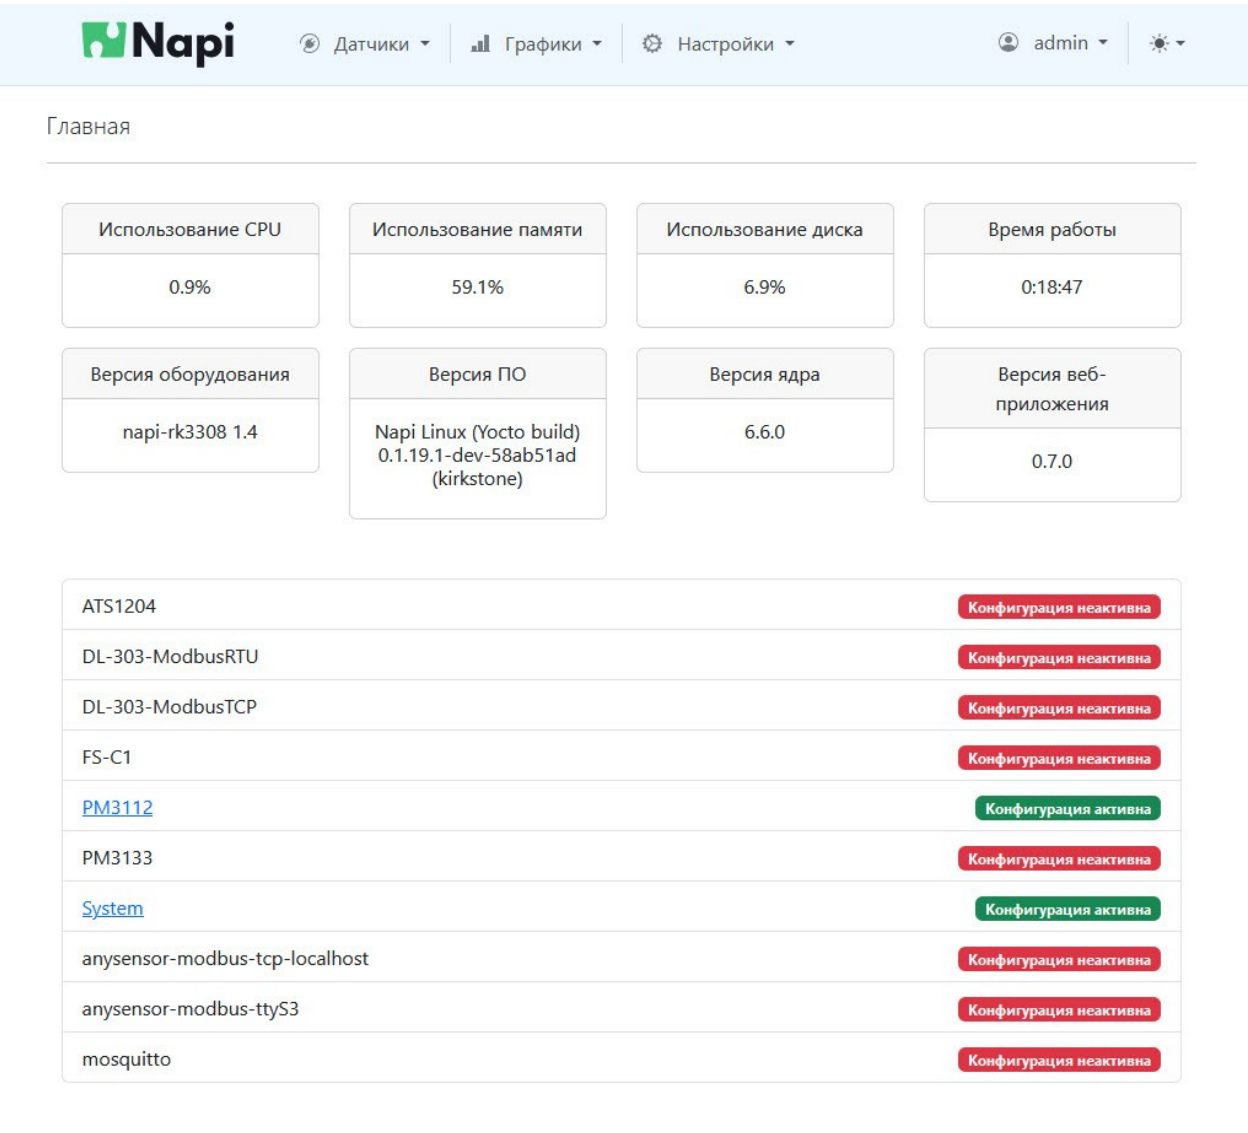 Napi
Датчики
Графики
Настройки
admin
Главная
Использование CPU
0.9%
Использование памяти
59.1%
Использование диска
6.9%
Время работы
0:18:47
Версия оборудования
napi-rk3308 1.4
Версия ПО
Napi Linux (Yocto build)
0.1.19.1-dev-58ab51ad
(kirkstone)
Версия ядра
6.6.0
Версия веб-
приложения
0.7.0
ATS1204 Конфигурация неактивна
DL-303-ModbusRTU Конфигурация неактивна
DL-303-ModbusTCP Конфигурация неактивна
FS-C1 Конфигурация неактивна
PM3112 Конфигурация активна
PM3133 Конфигурация неактивна
System Конфигурация активна
anysensor-modbus-tcp-localhost Конфигурация неактивна
anysensor-modbus-ttyS3 Конфигурация неактивна
mosquitto Конфигурация неактивна